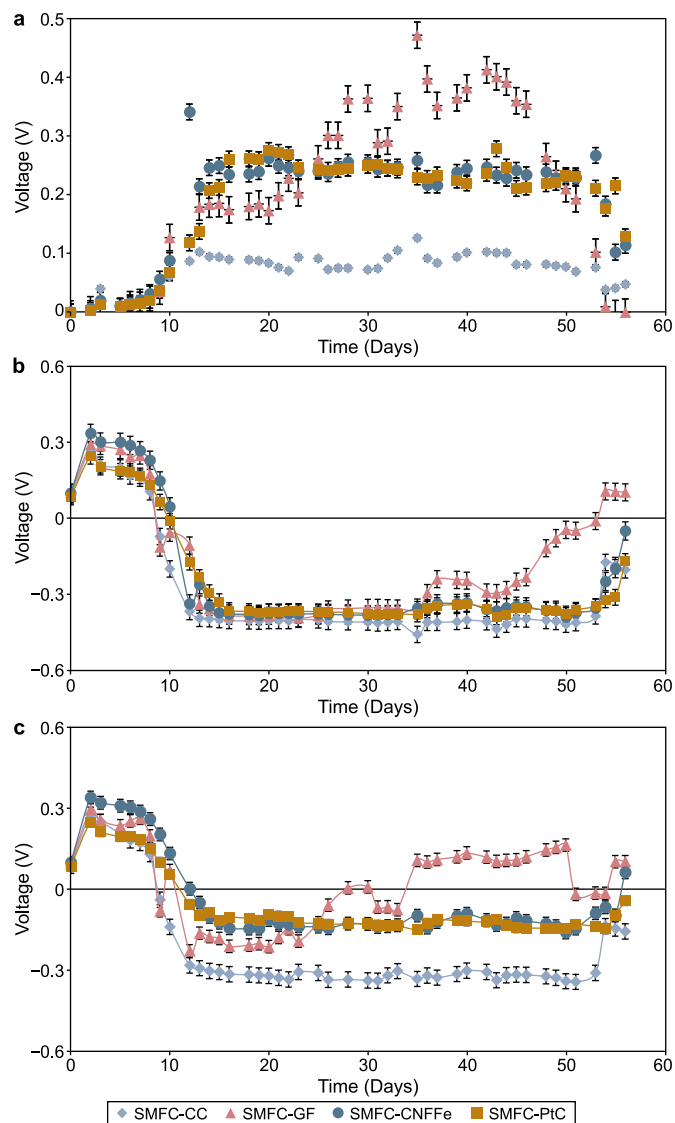 a
0.5
0.4
0.3
0.2
0.1
0
Voltage (V)
0 10 20 30 40 50 60
Time (Days)
b
0.6
0.3
0
−0.3
−0.6
Voltage (V)
0 10 20 30 40 50 60
Time (Days)
c
0.6
0.3
0
−0.3
−0.6
Voltage (V)
0 10 20 30 40 50 60
Time (Days)
SMFC-CC SMFC-GF SMFC-CNFFe SMFC-PtC